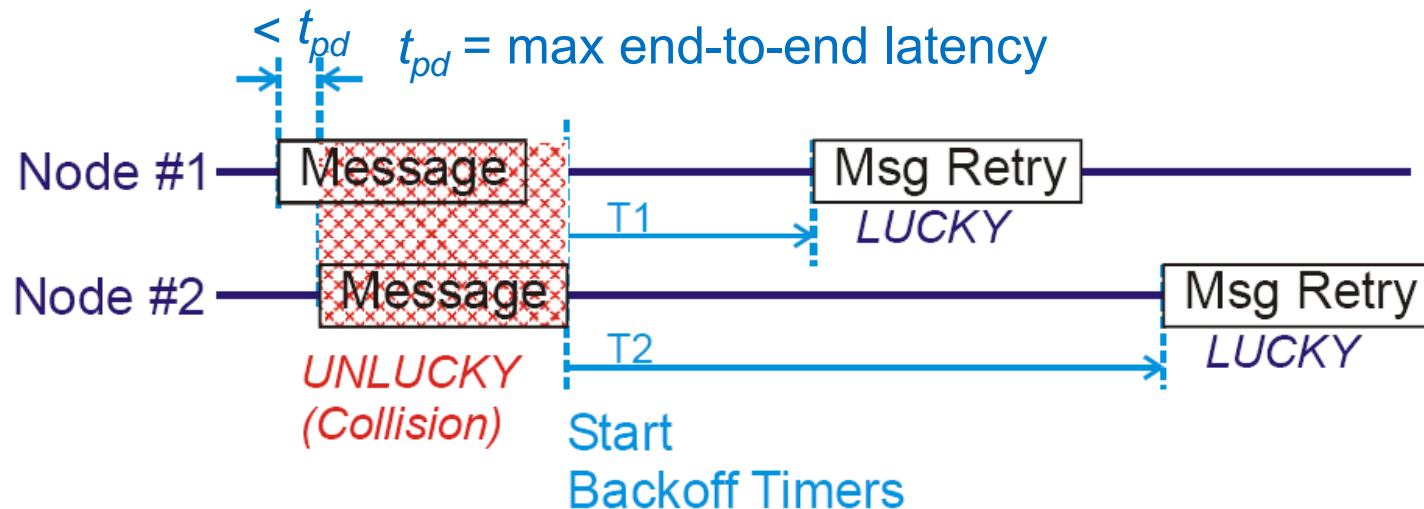 < tpd
tpd = max end-to-end latency
Node #1
Message
Msg Retry
T1
LUCKY
Node #2
Message
Msg Retry
T2
LUCKY
UNLUCKY
(Collision)
Start
Backoff Timers